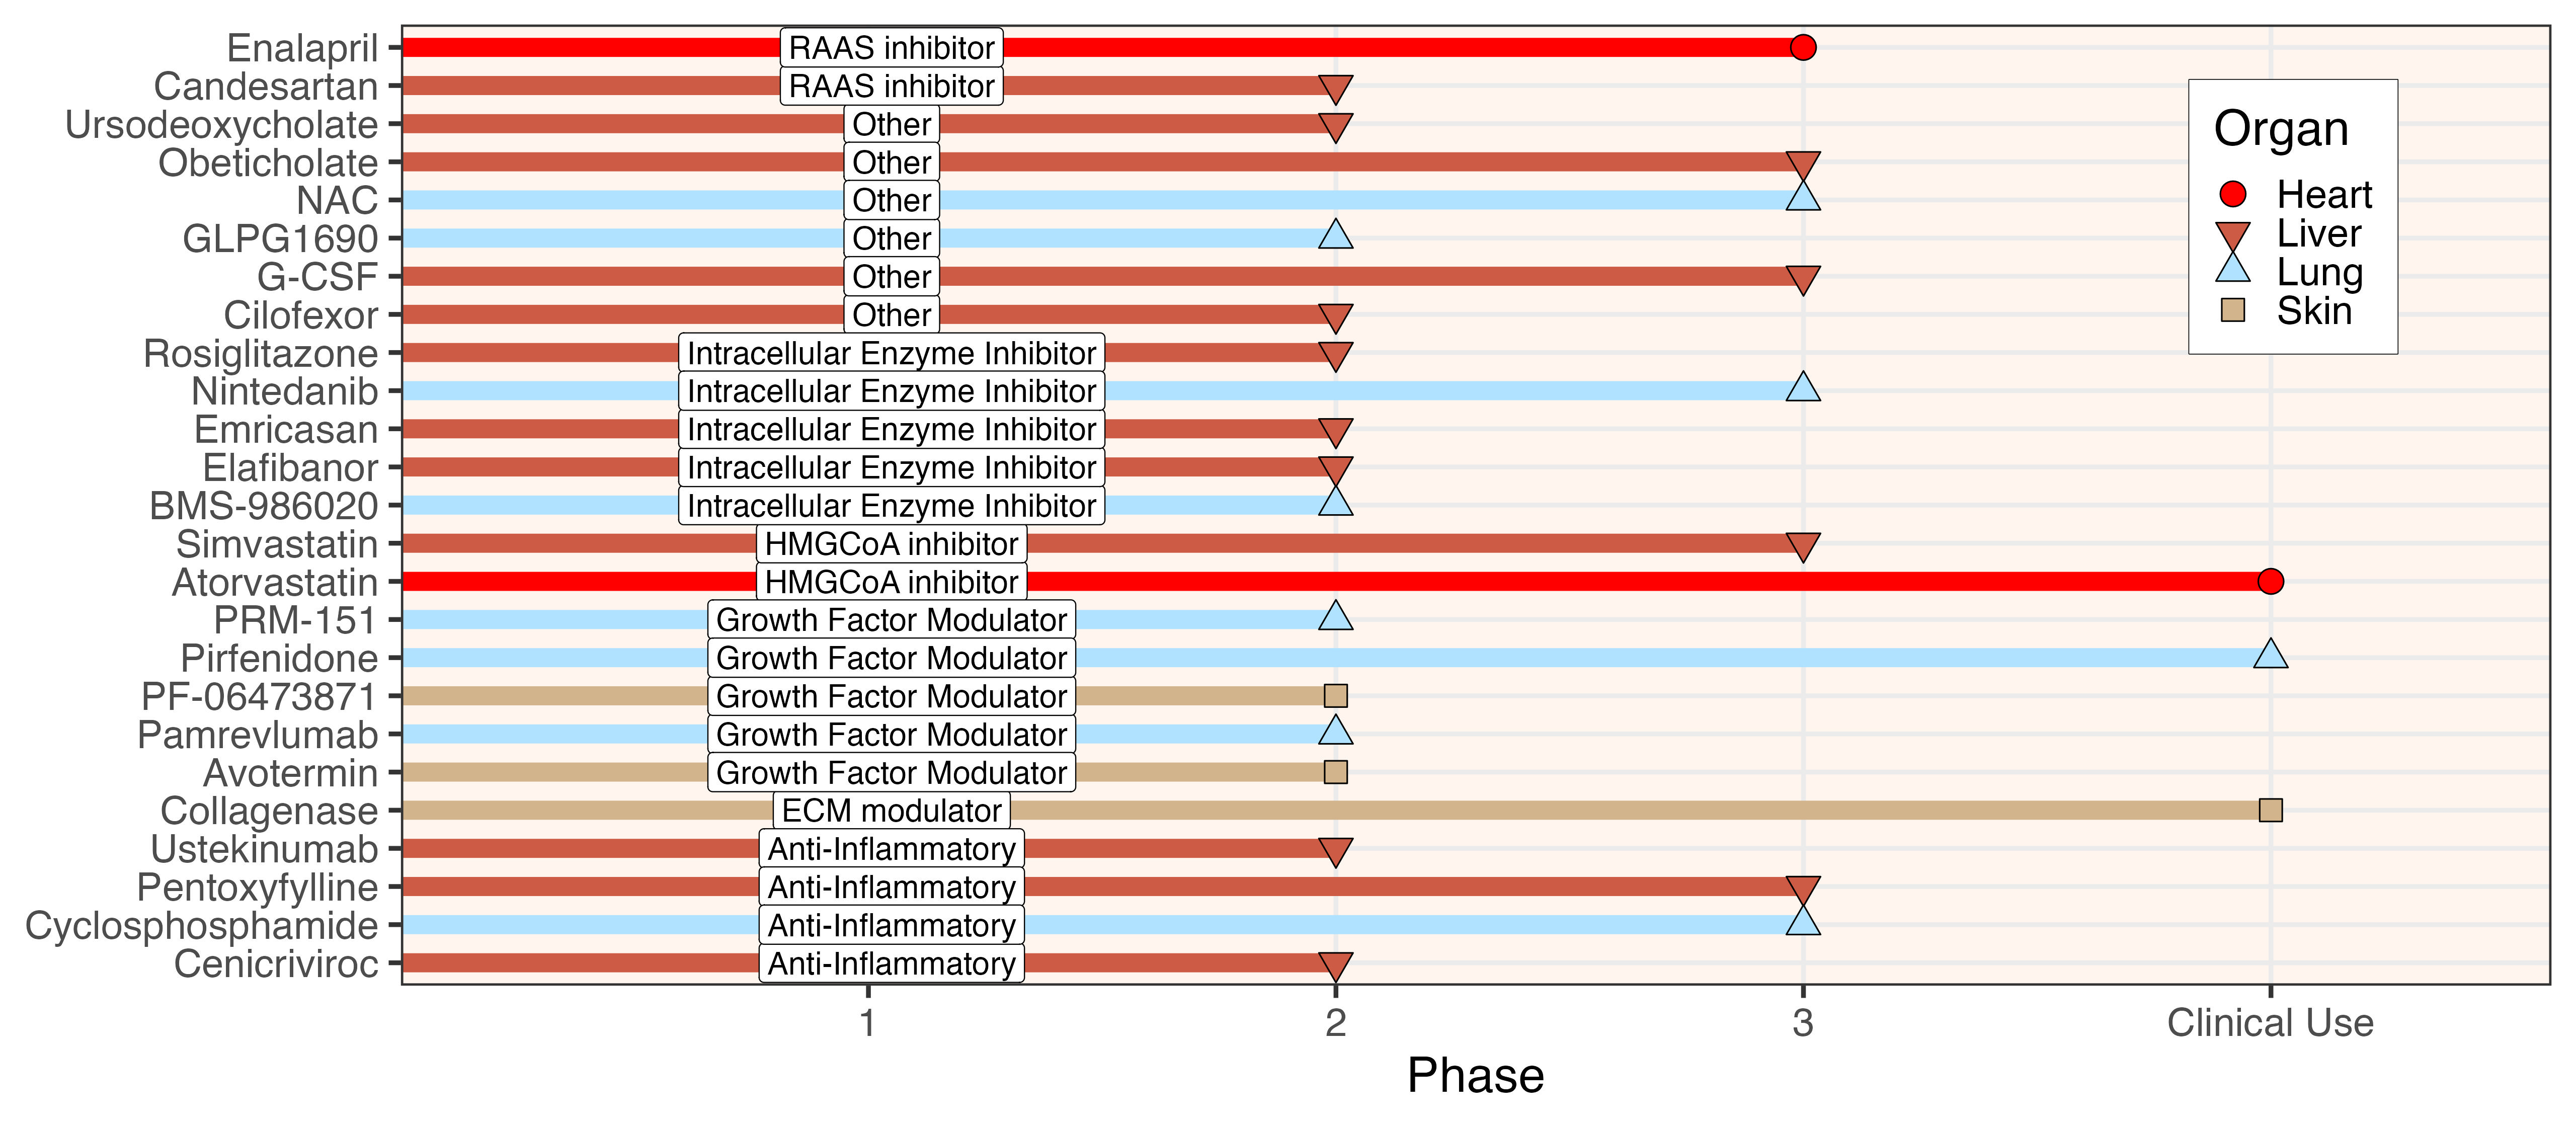 Enalapril RAAS inhibitor
Candesartan RAAS inhibitor
Ursodeoxycholate Other
Obeticholate Other
NAC Other
GLPG1690 Other
G-CSF Other
Cilofexor Other
Rosiglitazone Intracellular Enzyme Inhibitor
Nintedanib Intracellular Enzyme Inhibitor
Emricasan Intracellular Enzyme Inhibitor
Elafibanor Intracellular Enzyme Inhibitor
BMS-986020 Intracellular Enzyme Inhibitor
Simvastatin HMGCoA inhibitor
Atorvastatin HMGCoA inhibitor
PRM-151 Growth Factor Modulator
Pirfenidone Growth Factor Modulator
PF-06473871 Growth Factor Modulator
Pamrevlumab Growth Factor Modulator
Avotermin Growth Factor Modulator
Collagenase ECM modulator
Ustekinumab Anti-Inflammatory
Pentoxyfylline Anti-Inflammatory
Cyclosphosphamide Anti-Inflammatory
Cenicriviroc Anti-Inflammatory
Organ
Heart
Liver
Lung
Skin
1 2 3 Clinical Use
Phase